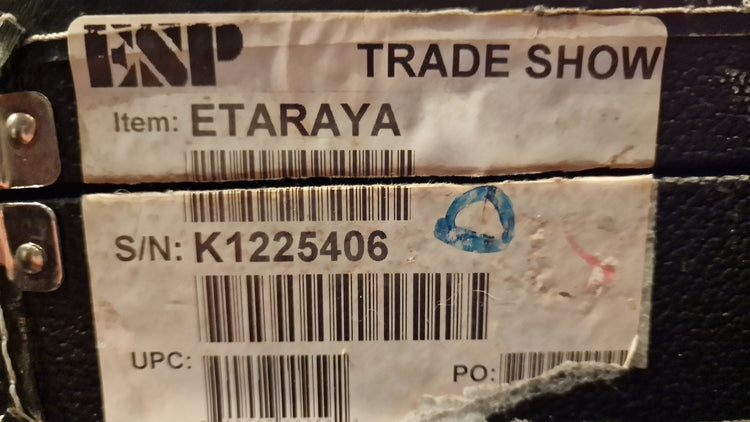 ESP TRADE SHOW
Item: ETARAYA
S/N: K1225406
UPC: PO: